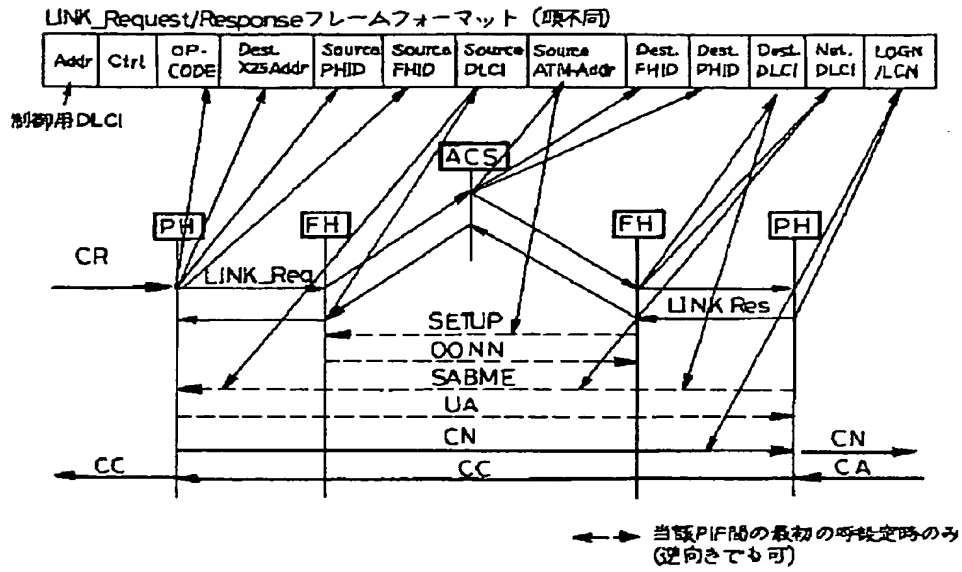 LINK_Request/Responseフレームフォーマット (順不同)
Addr Ctrl OP-CODE Dest. X25Addr Source PHID Source FHID Source DLCI Source ATM-Addr Dest. FHID Dest. PHID Dest. DLCI Net. DLCI LOGN/LCN
制御用DLCI
ACS
PH FH FH PH
CR
LINK_Req
LINK Res
SETUP
OONN
SABME
UA
CN
CN
CC CC CA
当該PIF間の最初の呼設定時のみ
(逆向きでも可)